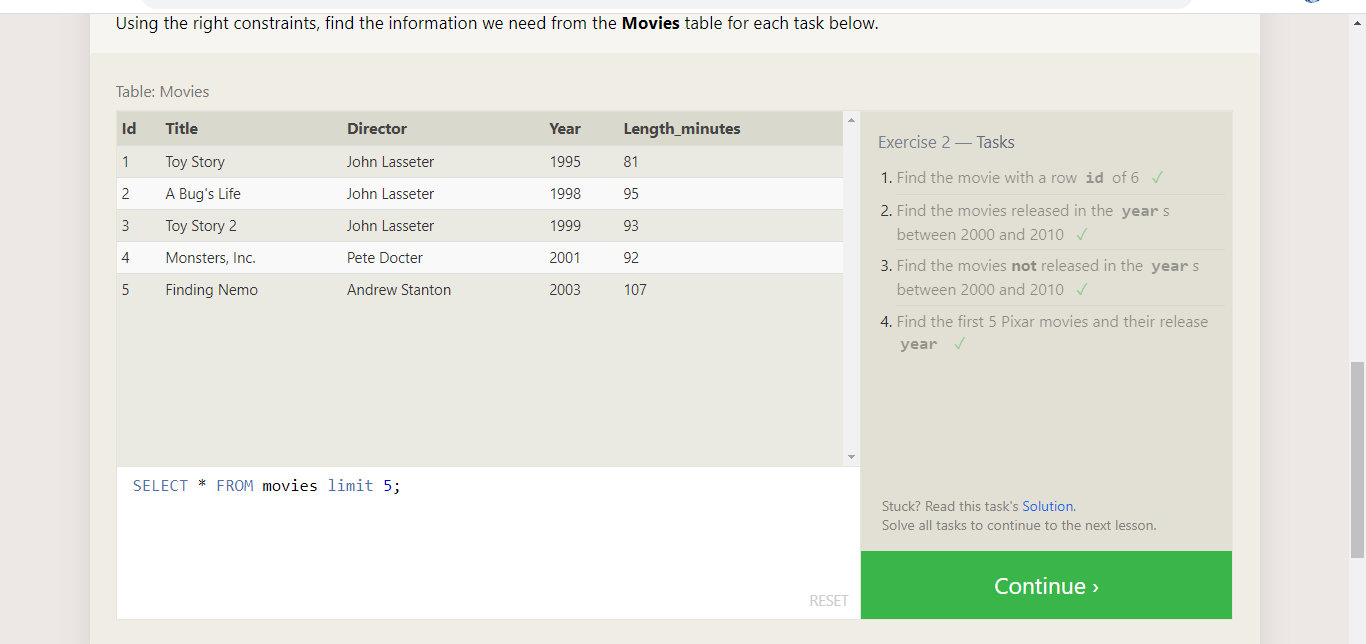 Using the right constraints, find the information we need from the Movies table for each task below.
Table: Movies
Id Title Director Year Length_minutes
1 Toy Story John Lasseter 1995 81
2 A Bug's Life John Lasseter 1998 95
3 Toy Story 2 John Lasseter 1999 93
4 Monsters, Inc. Pete Docter 2001 92
5 Finding Nemo Andrew Stanton 2003 107
SELECT * FROM movies limit 5;
RESET
Exercise 2 — Tasks
1. Find the movie with a row id of 6 ✓
2. Find the movies released in the year s
between 2000 and 2010 ✓
3. Find the movies not released in the year s
between 2000 and 2010 ✓
4. Find the first 5 Pixar movies and their release
year ✓
Stuck? Read this task's Solution.
Solve all tasks to continue to the next lesson.
Continue ›